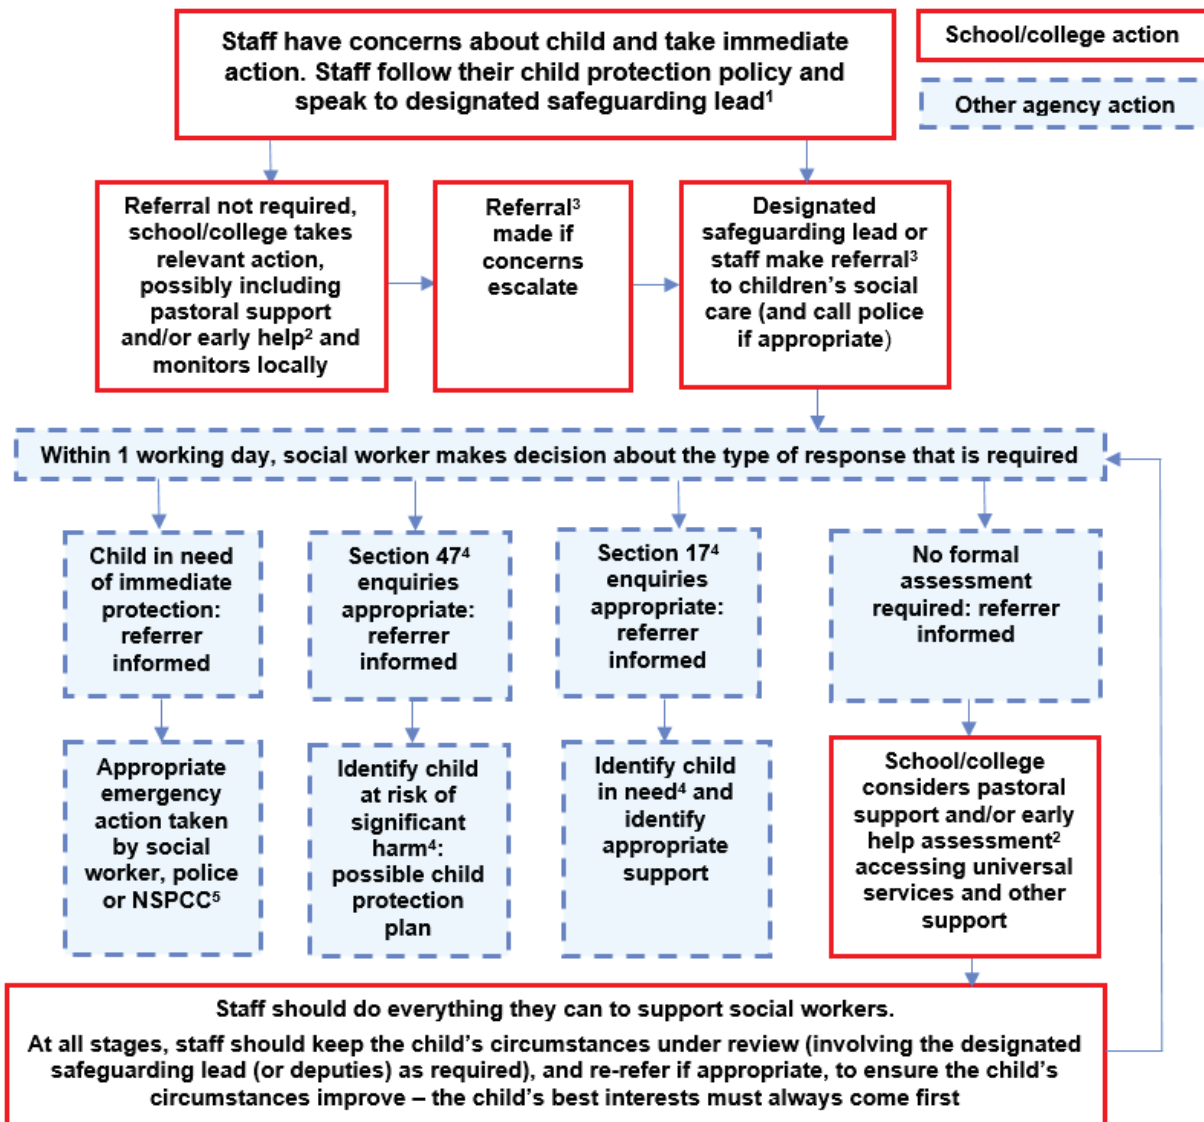 Staff have concerns about child and take immediate
action. Staff follow their child protection policy and
speak to designated safeguarding lead¹
School/college action
Other agency action
Referral not required,
school/college takes
relevant action,
possibly including
pastoral support
and/or early help² and
monitors locally
Referral³
made if
concerns
escalate
Designated
safeguarding lead or
staff make referral³
to children’s social
care (and call police
if appropriate)
Within 1 working day, social worker makes decision about the type of response that is required
Child in need
of immediate
protection:
referrer
informed
Section 47⁴
enquiries
appropriate:
referrer
informed
Section 17⁴
enquiries
appropriate:
referrer
informed
No formal
assessment
required: referrer
informed
Appropriate
emergency
action taken
by social
worker, police
or NSPCC⁵
Identify child
at risk of
significant
harm⁴:
possible child
protection
plan
Identify child
in need⁴ and
identify
appropriate
support
School/college
considers pastoral
support and/or early
help assessment²
accessing universal
services and other
support
Staff should do everything they can to support social workers.
At all stages, staff should keep the child’s circumstances under review (involving the designated
safeguarding lead (or deputies) as required), and re-refer if appropriate, to ensure the child’s
circumstances improve – the child’s best interests must always come first